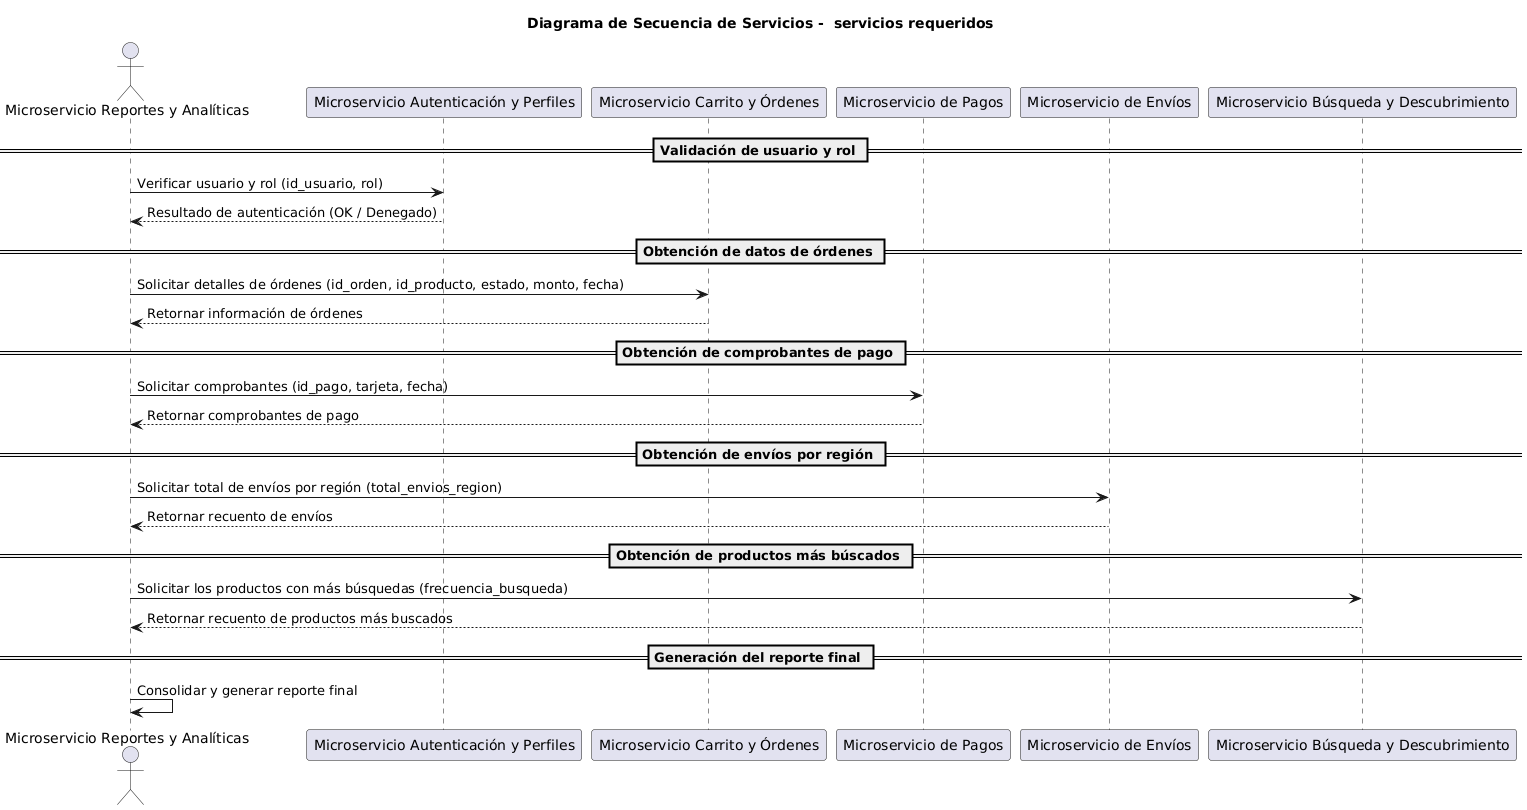 Diagrama de Secuencia de Servicios -  servicios requeridos
Microservicio Reportes y Analíticas
Microservicio Autenticación y Perfiles
Microservicio Carrito y Órdenes
Microservicio de Pagos
Microservicio de Envíos
Microservicio Búsqueda y Descubrimiento
Validación de usuario y rol
Verificar usuario y rol (id_usuario, rol)
Resultado de autenticación (OK / Denegado)
Obtención de datos de órdenes
Solicitar detalles de órdenes (id_orden, id_producto, estado, monto, fecha)
Retornar información de órdenes
Obtención de comprobantes de pago
Solicitar comprobantes (id_pago, tarjeta, fecha)
Retornar comprobantes de pago
Obtención de envíos por región
Solicitar total de envíos por región (total_envios_region)
Retornar recuento de envíos
Obtención de productos más búscados
Solicitar los productos con más búsquedas (frecuencia_busqueda)
Retornar recuento de productos más buscados
Generación del reporte final
Consolidar y generar reporte final
Microservicio Reportes y Analíticas
Microservicio Autenticación y Perfiles
Microservicio Carrito y Órdenes
Microservicio de Pagos
Microservicio de Envíos
Microservicio Búsqueda y Descubrimiento